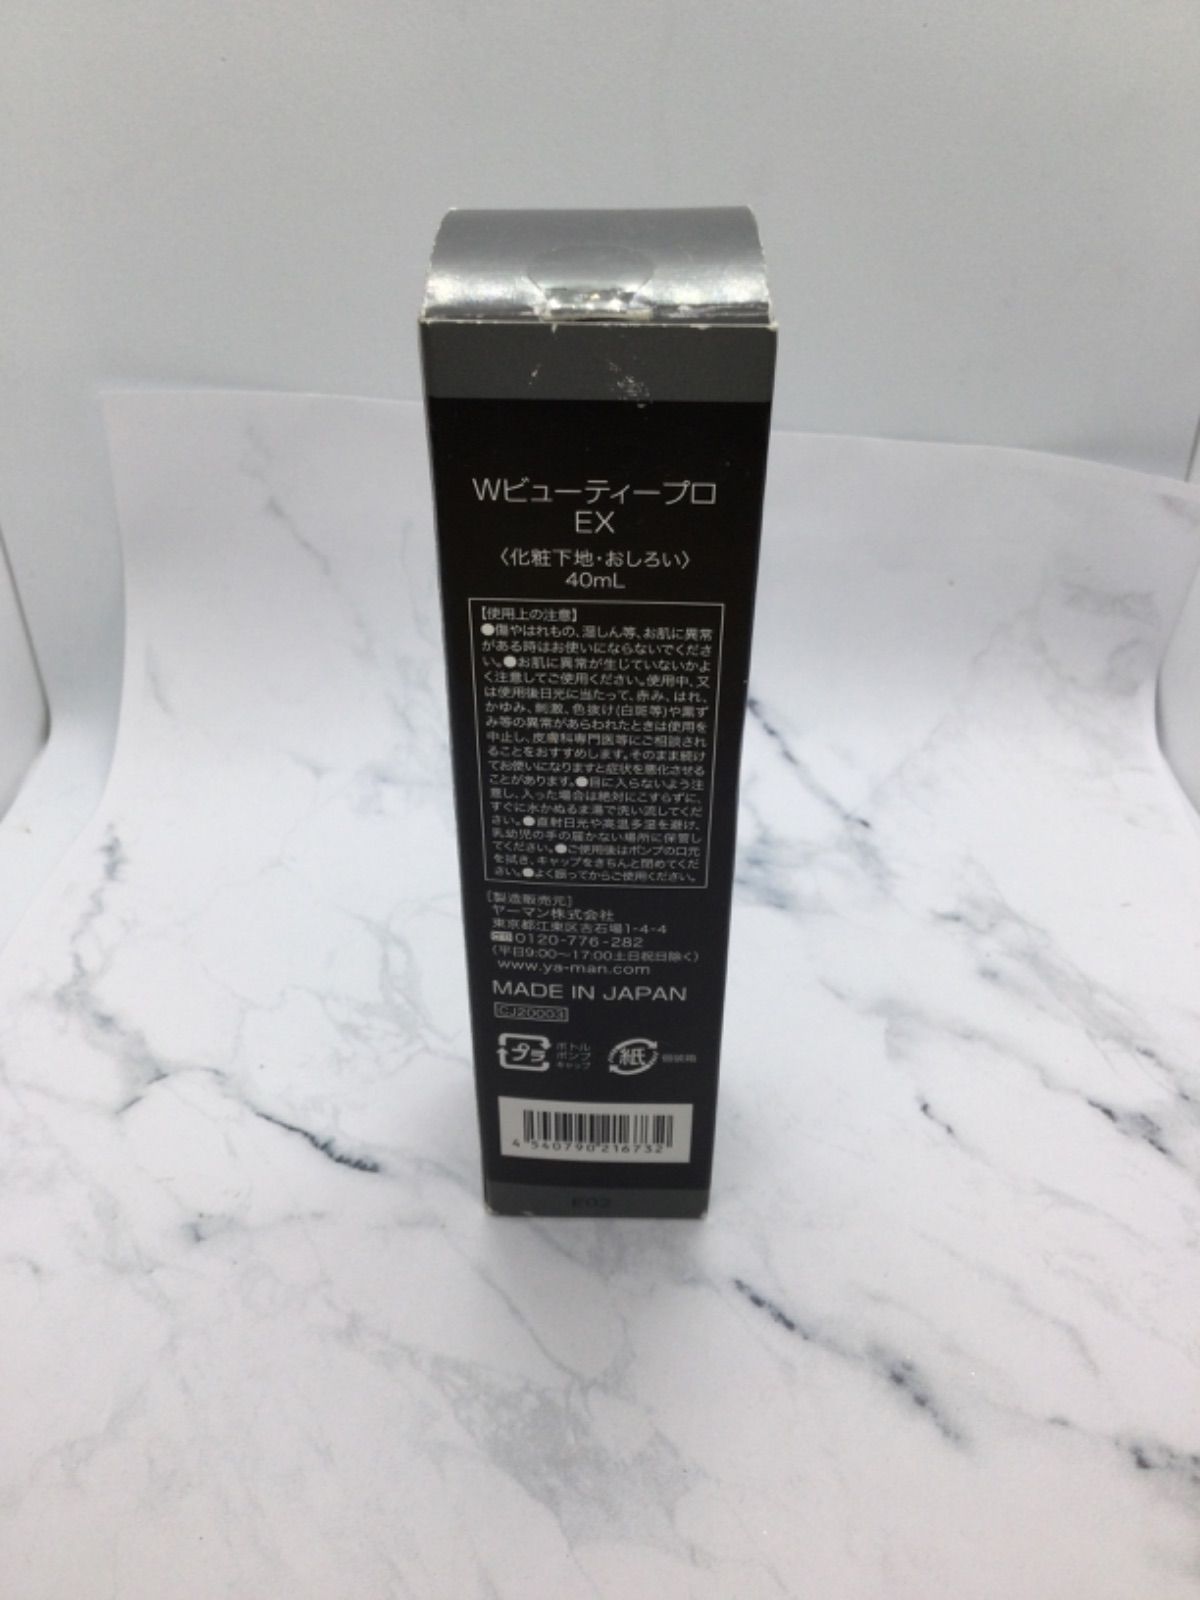 Wビューティープロ
EX
〈化粧下地・おしろい〉
40mL
【使用上の注意】
●傷やはれもの、湿しん等、お肌に異常
がある時はお使いにならないでくださ
い。●お肌に異常が生じていないかよ
く注意してご使用ください。使用中、又
は使用後日光に当たって、赤み、はれ、
かゆみ、刺激、色抜け(白斑等)や黒ず
み等の異常があらわれたときは使用を
中止し、皮膚科専門医等にご相談され
ることをおすすめします。そのまま続け
てお使いになりますと症状を悪化させる
ことがあります。●目に入らないよう注
意し、入った場合は絶対にこすらずに、
すぐに水かぬるま湯で洗い流してくだ
さい。●直射日光や高温多湿を避け、
乳幼児の手の届かない場所に保管し
てください。●ご使用後はポンプの口元
を拭き、キャップをきちんと閉めてくだ
さい。●よく振ってからご使用ください。
[製造販売元]
ヤーマン株式会社
東京都江東区古石場1-4-4
0120-776-282
(平日9:00〜17:00土日祝日除く)
www.ya-man.com
MADE IN JAPAN
CJ20003
プラ ボトル
ポンプ
キャップ
紙 個装箱
4 540790 216732